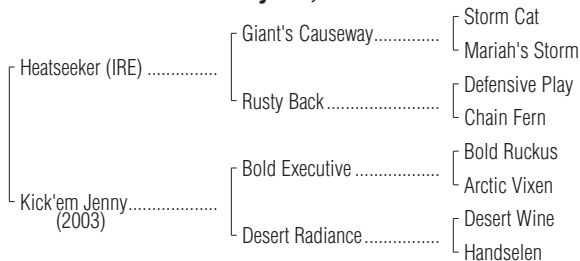 Storm Cat
Giant's Causeway...............
Mariah's Storm
Heatseeker (IRE) ...............
Defensive Play
Rusty Back........................
Chain Fern
Bold Ruckus
Bold Executive ..................
Arctic Vixen
Kick'em Jenny...................
(2003)
Desert Wine
Desert Radiance................
Handselen